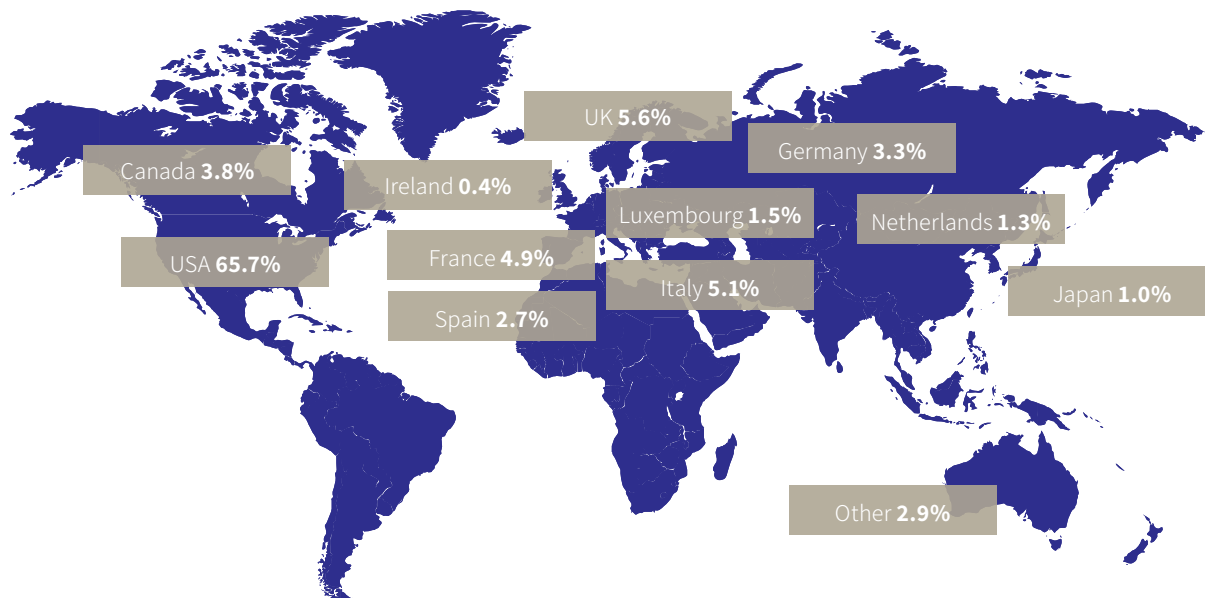 UK 5.6%
Germany 3.3%
Canada 3.8%
Ireland 0.4%
Luxembourg 1.5%
Netherlands 1.3%
USA 65.7%
France 4.9%
Italy 5.1%
Japan 1.0%
Spain 2.7%
Other 2.9%